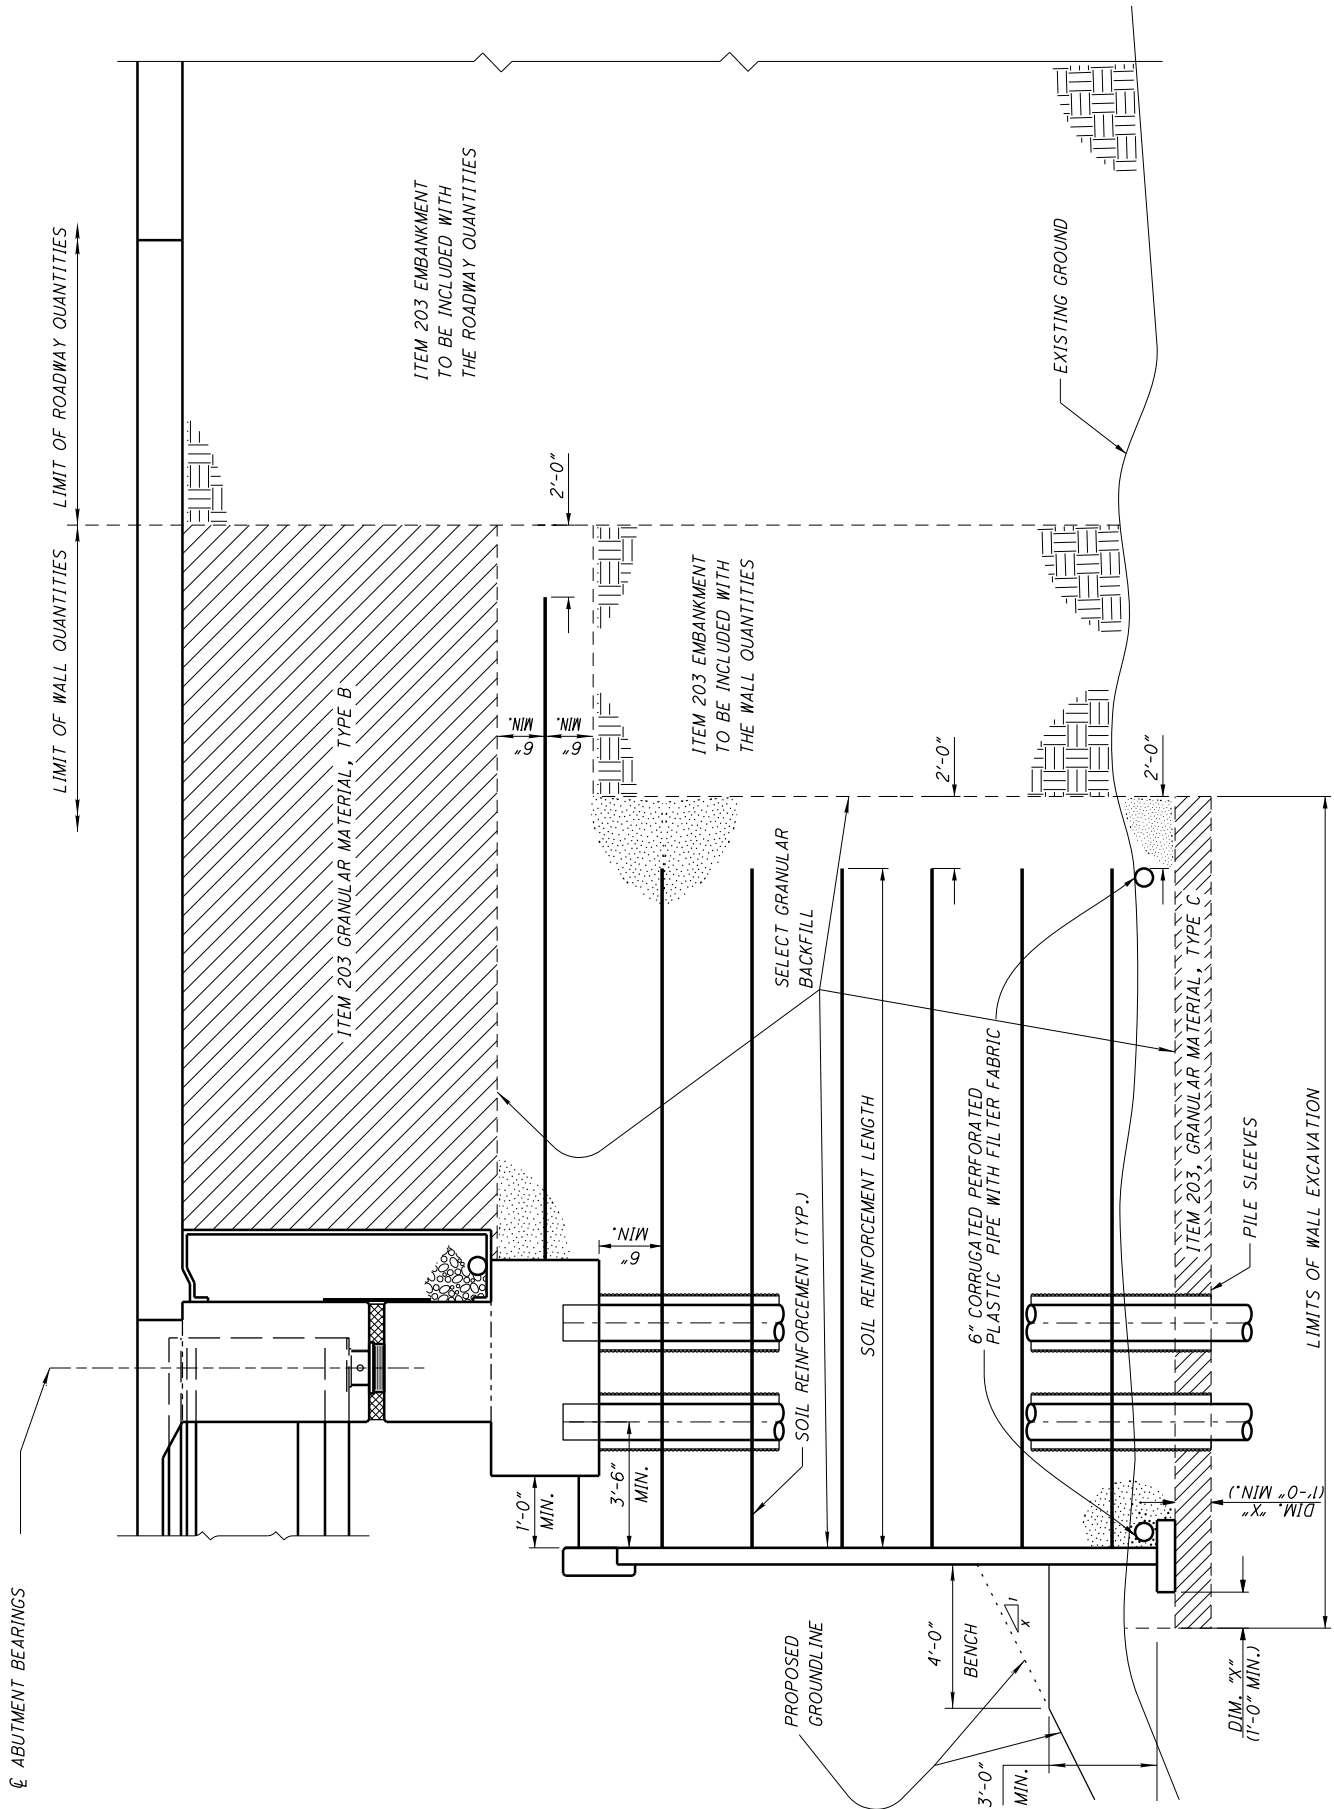 ℄ ABUTMENT BEARINGS
LIMIT OF WALL QUANTITIES
LIMIT OF ROADWAY QUANTITIES
ITEM 203 GRANULAR MATERIAL, TYPE B
ITEM 203 EMBANKMENT
TO BE INCLUDED WITH
THE ROADWAY QUANTITIES
2'-0"
6"
MIN.
6"
MIN.
1'-0"
MIN.
6"
MIN.
3'-6"
MIN.
ITEM 203 EMBANKMENT
TO BE INCLUDED WITH
THE WALL QUANTITIES
SELECT GRANULAR
BACKFILL
SOIL REINFORCEMENT (TYP.)
SOIL REINFORCEMENT LENGTH
PROPOSED
GROUNDLINE
4'-0"
BENCH
1
X
3'-0"
MIN.
2'-0"
6" CORRUGATED PERFORATED
PLASTIC PIPE WITH FILTER FABRIC
EXISTING GROUND
2'-0"
ITEM 203, GRANULAR MATERIAL, TYPE C
DIM. "X"
(1'-0" MIN.)
DIM. "X"
(1'-0" MIN.)
PILE SLEEVES
LIMITS OF WALL EXCAVATION